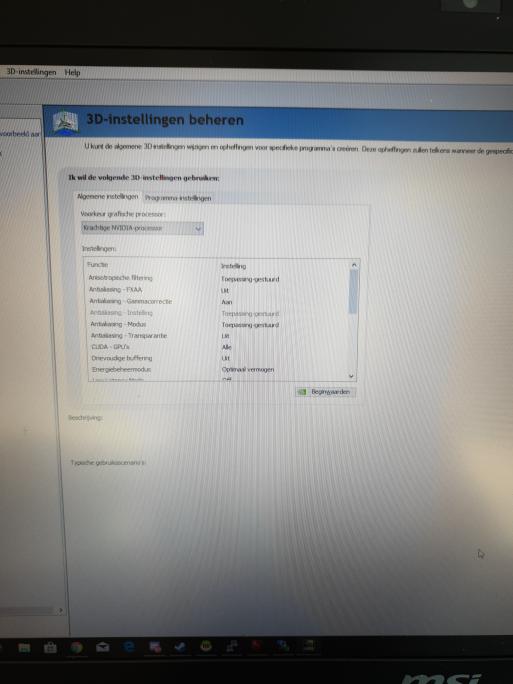 3D-instellingen Help
voorbeeld aan
3D-instellingen beheren
U kunt de algemene 3D-instellingen wijzigen en opheffingen voor specifieke programma's creëren. Deze opheffingen zullen telkens wanneer de gespecific
Ik wil de volgende 3D-instellingen gebruiken:
Algemene instellingen Programma-instellingen
Voorkeur grafische processor:
Krachtige NVIDIA-processor
Instellingen:
Functie Instelling
Anisotropische filtering Toepassing-gestuurd
Antialiasing - FXAA Uit
Antialiasing - Gammacorrectie Aan
Antialiasing - Instelling Toepassing-gestuurd
Antialiasing - Modus Toepassing-gestuurd
Antialiasing - Transparantie Uit
CUDA - GPU's Alle
Drievoudige buffering Uit
Energiebeheermodus Optimaal vermogen
Beginwaarden
Beschrijving:
Typische gebruiksscenario's:
msi